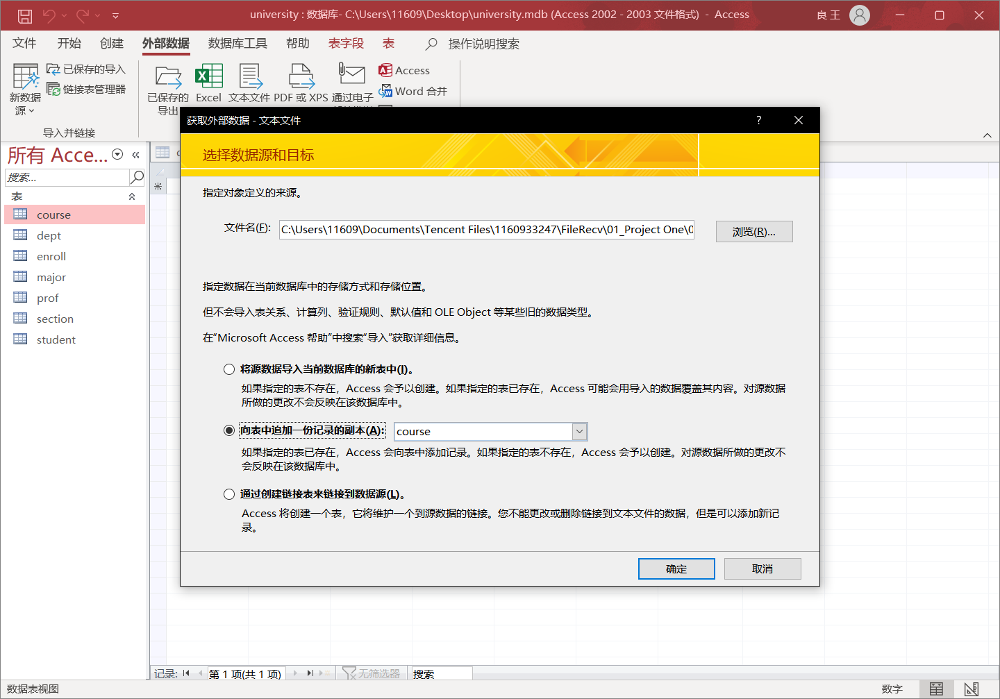 university : 数据库- C:\Users\11609\Desktop\university.mdb (Access 2002 - 2003 文件格式) - Access
良 王
文件 开始 创建 外部数据 数据库工具 帮助 表字段 表 操作说明搜索
新数据源
已保存的导入
链接表管理器
导入并链接
已保存的导出
Excel
文本文件
PDF 或 XPS
通过电子
Access
Word 合并
所有 Acce...
搜索...
表
course
dept
enroll
major
prof
section
student
获取外部数据 - 文本文件
?
选择数据源和目标
指定对象定义的来源。
文件名(F): C:\Users\11609\Documents\Tencent Files\1160933247\FileRecv\01_Project One\0
浏览(R)...
指定数据在当前数据库中的存储方式和存储位置。
但不会导入表关系、计算列、验证规则、默认值和 OLE Object 等某些旧的数据类型。
在“Microsoft Access 帮助”中搜索“导入”获取详细信息。
将源数据导入当前数据库的新表中(I)。
如果指定的表不存在，Access 会予以创建。如果指定的表已存在，Access 可能会用导入的数据覆盖其内容。对源数据
所做的更改不会反映在该数据库中。
向表中追加一份记录的副本(A): course
如果指定的表已存在，Access 会向表中添加记录。如果指定的表不存在，Access 会予以创建。对源数据所做的更改不
会反映在该数据库中。
通过创建链接表来链接到数据源(L)。
Access 将创建一个表，它将维护一个到源数据的链接。您不能更改或删除链接到文本文件的数据，但是可以添加新记
录。
确定 取消
记录: 第 1 项(共 1 项) 无筛选器 搜索
数据表视图 数字